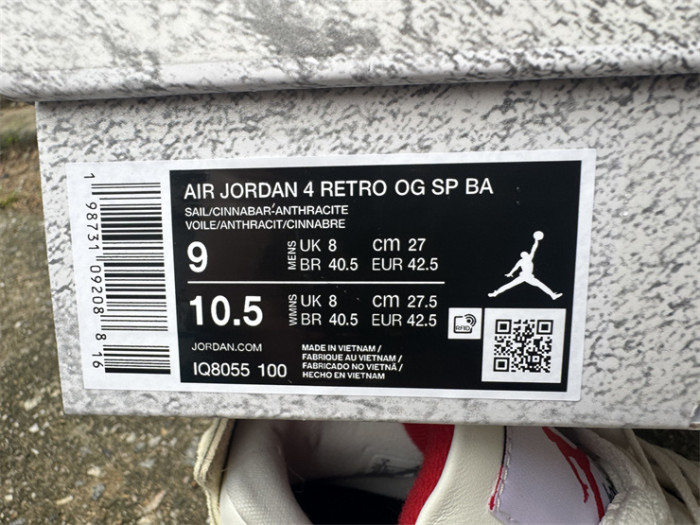 AIR JORDAN 4 RETRO OG SP BA
SAIL/CINNABAR-ANTHRACITE
VOILE/ANTHRACIT/CINNABRE
9 MENS UK 8 cm 27
BR 40.5 EUR 42.5
10.5 WMNS UK 8 cm 27.5
BR 40.5 EUR 42.5
JORDAN.COM
IQ8055 100
MADE IN VIETNAM /
FABRIQUE AU VIETNAM /
FABRICADO NO VIETNÃ /
HECHO EN VIETNAM
RFID
1 98731 09208 8 16